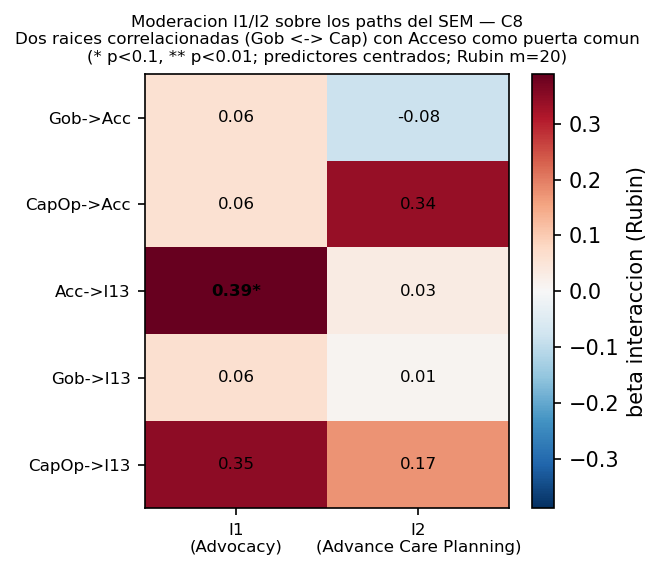 Moderacion I1/I2 sobre los paths del SEM — C8
Dos raices correlacionadas (Gob <-> Cap) con Acceso como puerta comun
(* p<0.1, ** p<0.01; predictores centrados; Rubin m=20)
Gob->Acc
0.06
-0.08
CapOp->Acc
0.06
0.34
Acc->I13
0.39*
0.03
Gob->I13
0.06
0.01
CapOp->I13
0.35
0.17
I1
(Advocacy)
I2
(Advance Care Planning)
0.3
0.2
0.1
0.0
−0.1
−0.2
−0.3
beta interaccion (Rubin)